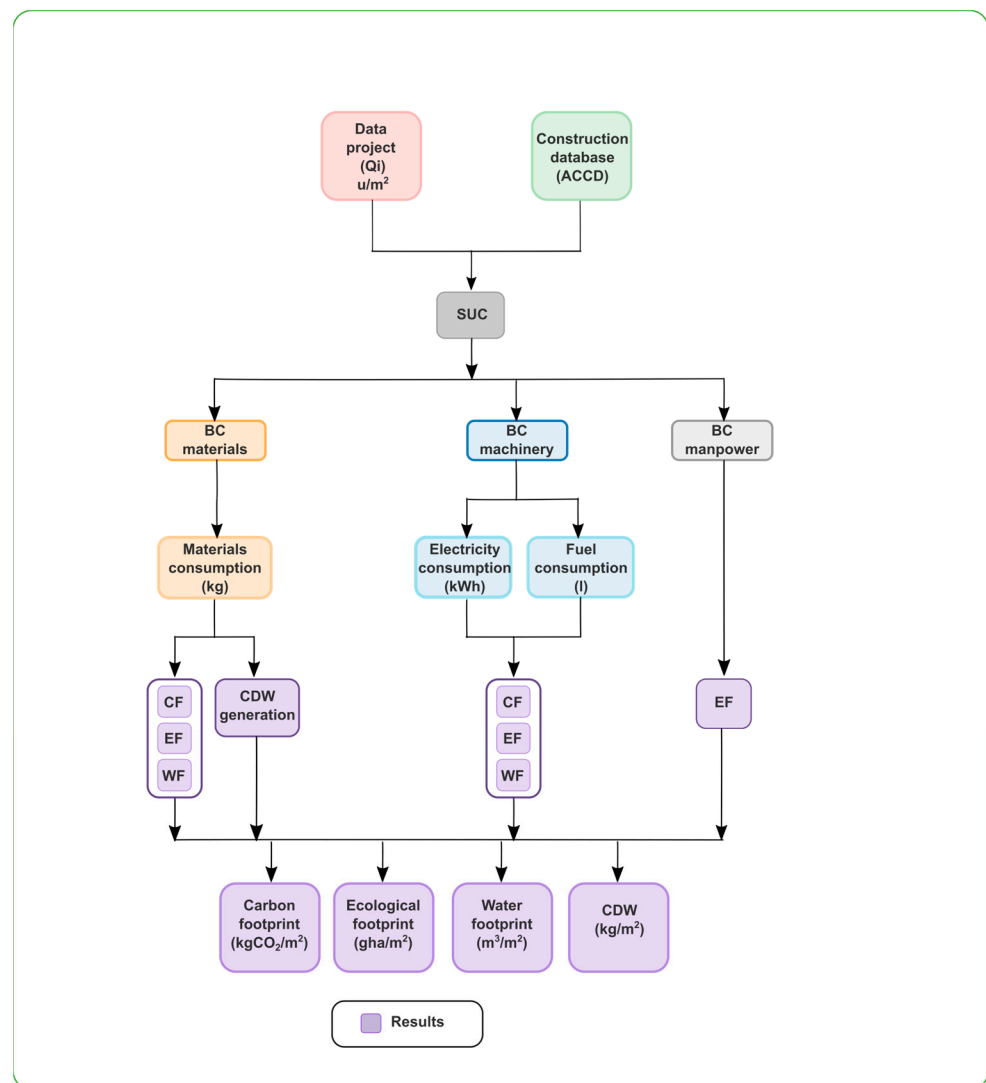 Data
project
(Qi)
u/m²
Construction
database
(ACCD)
SUC
BC
materials
BC
machinery
BC
manpower
Materials
consumption
(kg)
Electricity
consumption
(kWh)
Fuel
consumption
(l)
CF
EF
WF
CDW
generation
CF
EF
WF
EF
Carbon
footprint
(kgCO₂/m²)
Ecological
footprint
(gha/m²)
Water
footprint
(m³/m²)
CDW
(kg/m²)
Results